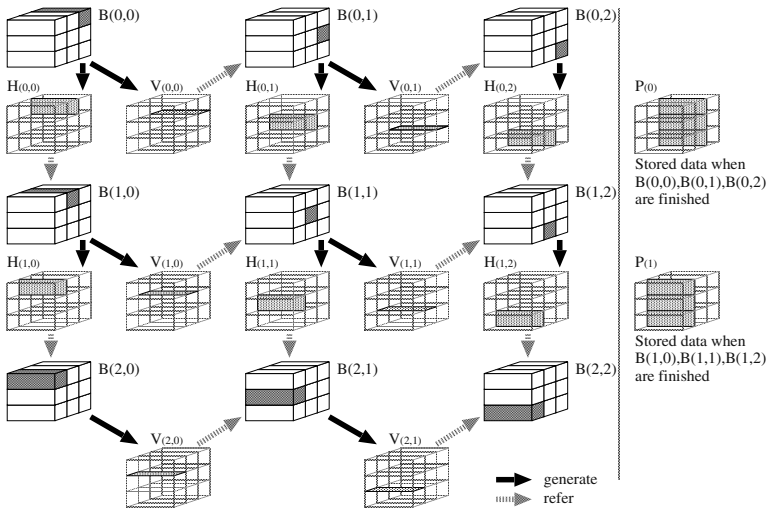 B(0,0)
B(0,1)
B(0,2)
H(0,0)
V(0,0)
H(0,1)
V(0,1)
H(0,2)
P(0)
Stored data when
B(0,0),B(0,1),B(0,2)
are finished
B(1,0)
B(1,1)
B(1,2)
H(1,0)
V(1,0)
H(1,1)
V(1,1)
H(1,2)
P(1)
Stored data when
B(1,0),B(1,1),B(1,2)
are finished
B(2,0)
B(2,1)
B(2,2)
V(2,0)
V(2,1)
generate
refer